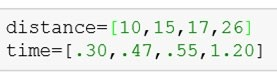 distance=[10,15,17,26]
time=[.30,.47,.55,1.20]